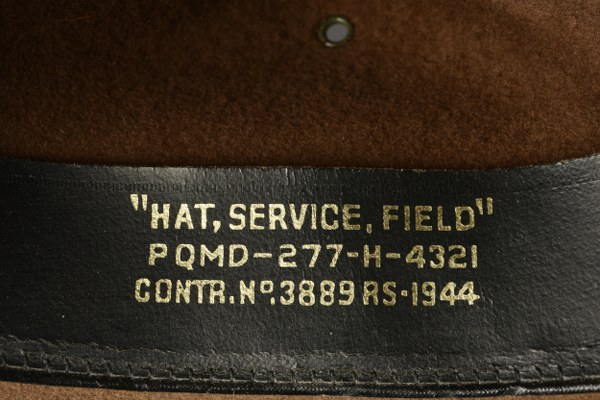 "HAT, SERVICE, FIELD"
PQMD-277-H-4321
CONTR. Nº. 3889 RS-1944